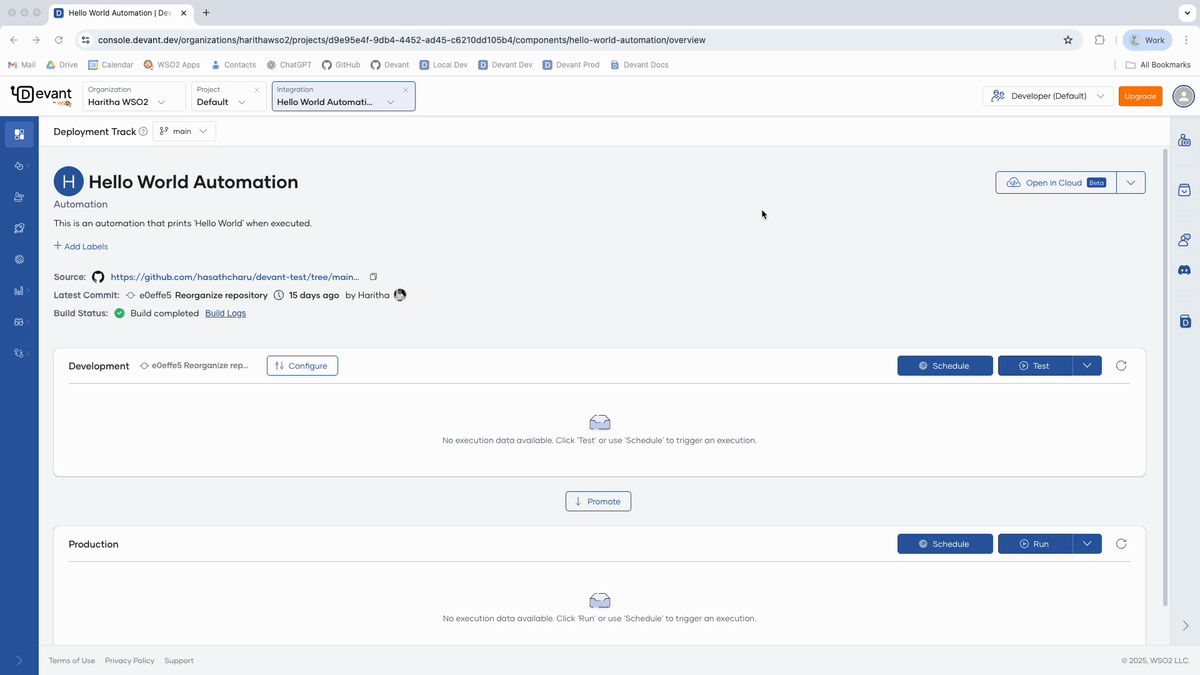 Hello World Automation | Dev
console.devant.dev/organizations/harithawso2/projects/d9e95e4f-9db4-4452-ad45-c6210dd105b4/components/hello-world-automation/overview
Work
Mail
Drive
Calendar
WSO2 Apps
Contacts
ChatGPT
GitHub
Devant
Local Dev
Devant Dev
Devant Prod
Devant Docs
All Bookmarks
Devant
by WSO2
Organization
Haritha WSO2
Project
Default
Integration
Hello World Automati...
Developer (Default)
Upgrade
Deployment Track
main
H
Hello World Automation
Automation
This is an automation that prints 'Hello World' when executed.
+ Add Labels
Open in Cloud Beta
Source: https://github.com/hasathcharu/devant-test/tree/main...
Latest Commit: e0effe5 Reorganize repository 15 days ago by Haritha
Build Status: Build completed Build Logs
Development e0effe5 Reorganize rep... Configure Schedule Test
No execution data available. Click 'Test' or use 'Schedule' to trigger an execution.
Promote
Production Schedule Run
No execution data available. Click 'Run' or use 'Schedule' to trigger an execution.
Terms of Use Privacy Policy Support © 2025, WSO2 LLC.